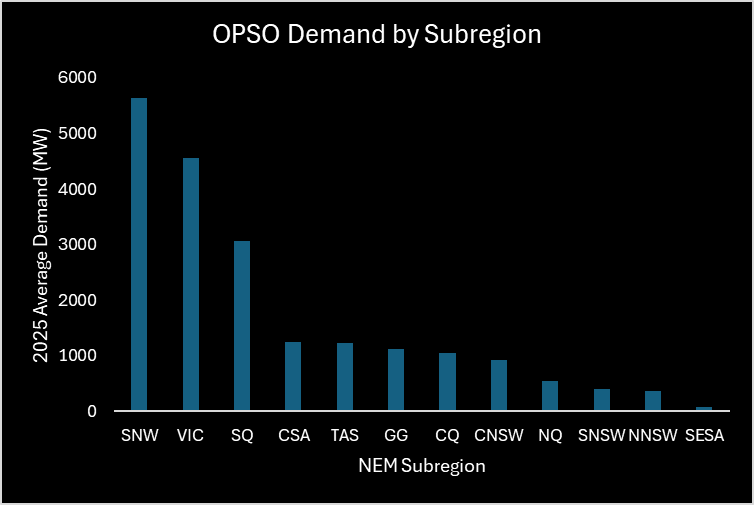 OPSO Demand by Subregion
2025 Average Demand (MW)
6000
5000
4000
3000
2000
1000
0
SNW VIC SQ CSA TAS GG CQ CNSW NQ SNSW NNSW SESA
NEM Subregion